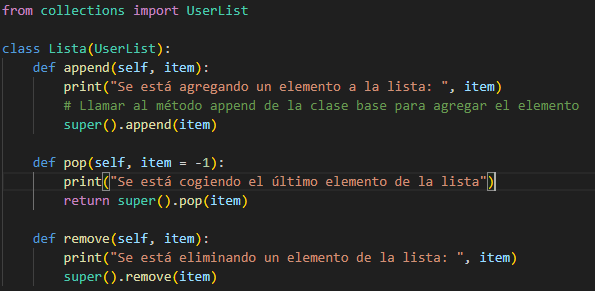 from collections import UserList
class Lista(UserList):
def append(self, item):
print("Se está agregando un elemento a la lista: ", item)
# Llamar al método append de la clase base para agregar el elemento
super().append(item)
def pop(self, item = -1):
print("Se está cogiendo el último elemento de la lista")
return super().pop(item)
def remove(self, item):
print("Se está eliminando un elemento de la lista: ", item)
super().remove(item)